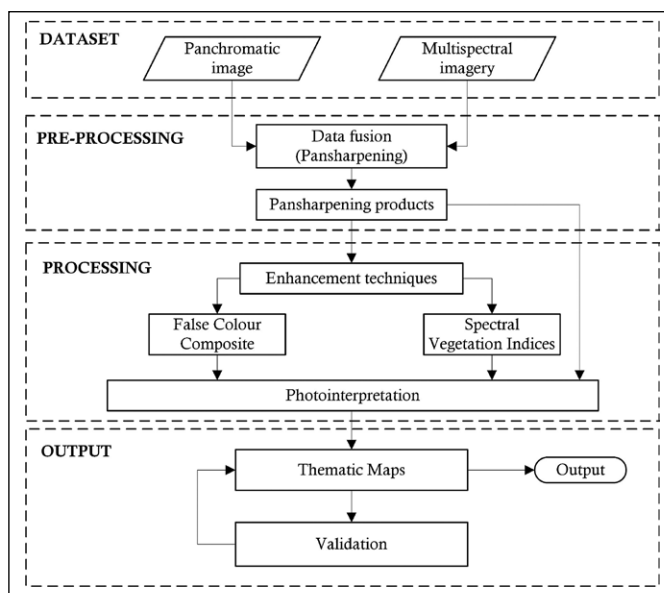 DATASET
Panchromatic
image
Multispectral
imagery
PRE-PROCESSING
Data fusion
(Pansharpening)
Pansharpening products
PROCESSING
Enhancement techniques
False Colour
Composite
Spectral
Vegetation Indices
Photointerpretation
OUTPUT
Thematic Maps
Output
Validation